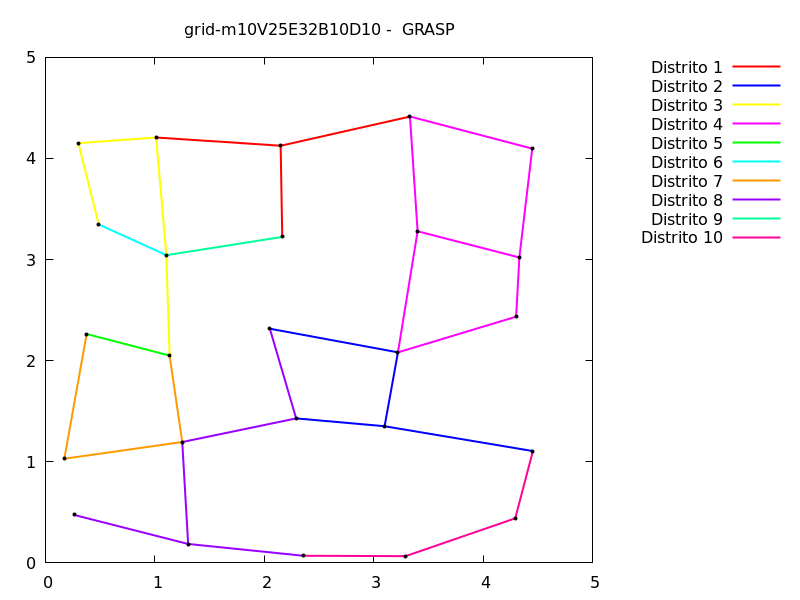 grid-m10V25E32B10D10 -  GRASP
Distrito 1
Distrito 2
Distrito 3
Distrito 4
Distrito 5
Distrito 6
Distrito 7
Distrito 8
Distrito 9
Distrito 10
5
4
3
2
1
0
0 1 2 3 4 5